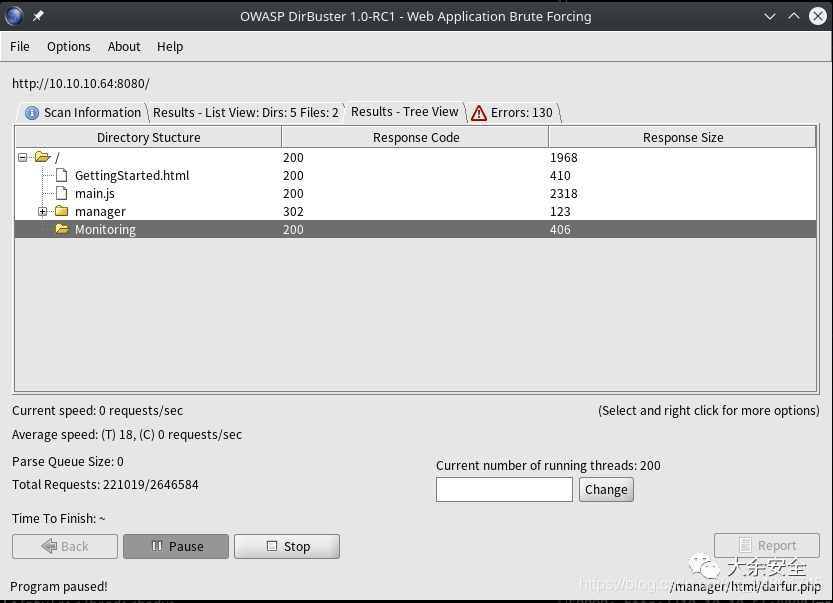 OWASP DirBuster 1.0-RC1 - Web Application Brute Forcing
File Options About Help
http://10.10.10.64:8080/
Scan Information Results - List View: Dirs: 5 Files: 2 Results - Tree View Errors: 130
Directory Stucture Response Code Response Size
/ 200 1968
GettingStarted.html 200 410
main.js 200 2318
manager 302 123
Monitoring 200 406
Current speed: 0 requests/sec (Select and right click for more options)
Average speed: (T) 18, (C) 0 requests/sec
Parse Queue Size: 0 Current number of running threads: 200
Total Requests: 221019/2646584
Change
Time To Finish: ~
Back Pause Stop Report
大余安全
Program paused! /manager/html/darfur.php